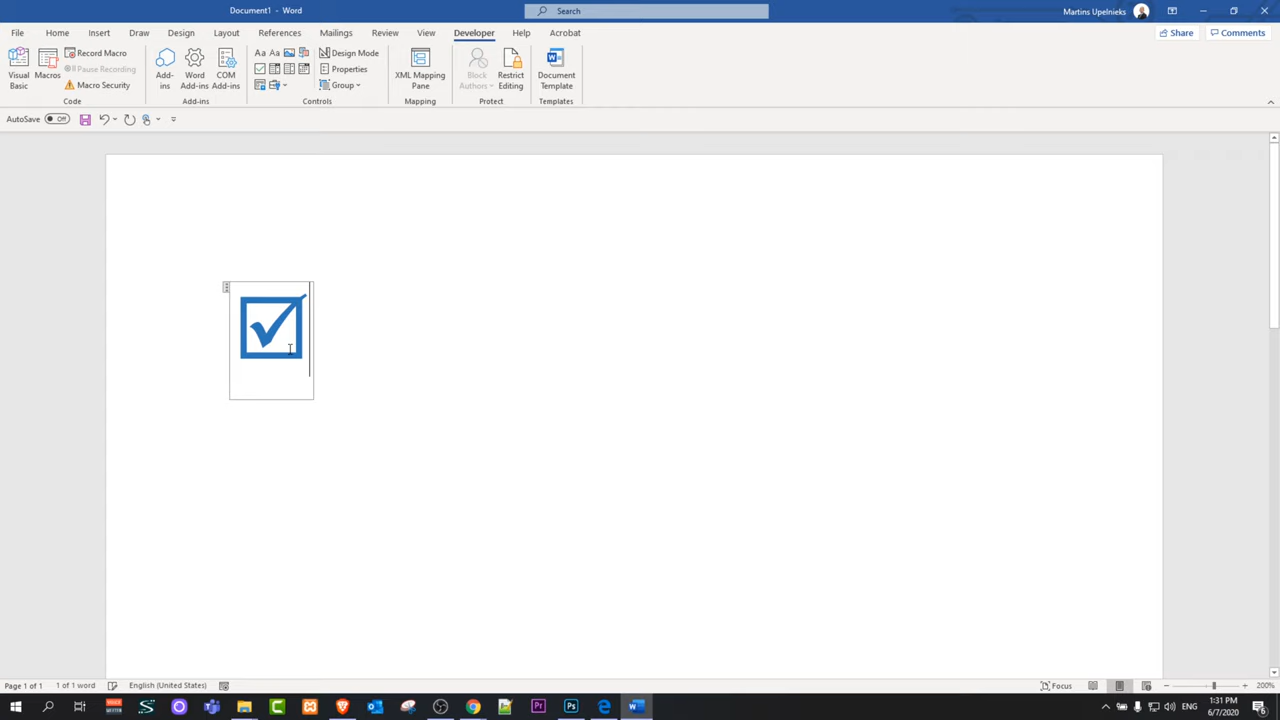 Document1 - Word
Search
Martins Upelnieks
File Home Insert Draw Design Layout References Mailings Review View Developer Help Acrobat
Share Comments
Visual Basic
Macros
Record Macro
Pause Recording
Macro Security
Code
Add-ins
Word Add-ins
COM Add-ins
Add-ins
Aa Aa
Design Mode
Properties
Group
Controls
XML Mapping Pane
Mapping
Block Authors
Restrict Editing
Protect
Document Template
Templates
AutoSave Off
Page 1 of 1 1 of 1 word English (United States)
Focus
200%
ENG
1:31 PM
6/7/2020